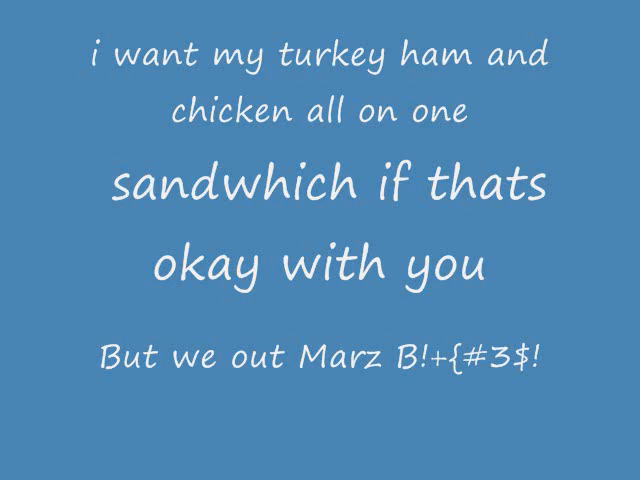 i want my turkey ham and
chicken all on one
sandwhich if thats
okay with you
But we out Marz B!+{#3$!